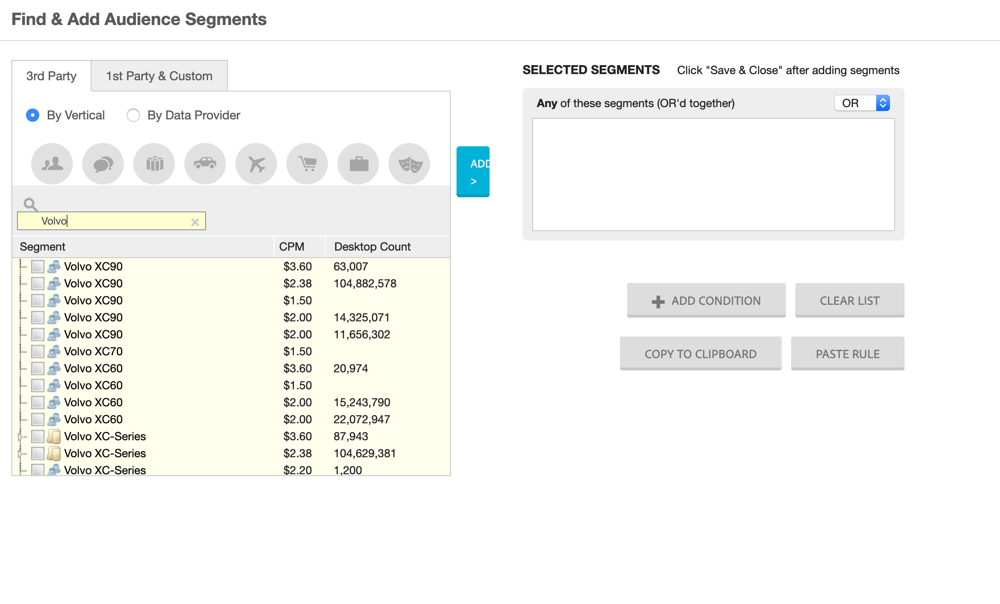 Find & Add Audience Segments
3rd Party
1st Party & Custom
By Vertical
By Data Provider
Volvo
Segment CPM Desktop Count
Volvo XC90 $3.60 63,007
Volvo XC90 $2.38 104,882,578
Volvo XC90 $1.50
Volvo XC90 $2.00 14,325,071
Volvo XC90 $2.00 11,656,302
Volvo XC70 $1.50
Volvo XC60 $3.60 20,974
Volvo XC60 $1.50
Volvo XC60 $2.00 15,243,790
Volvo XC60 $2.00 22,072,947
Volvo XC-Series $3.60 87,943
Volvo XC-Series $2.38 104,629,381
Volvo XC-Series $2.20 1,200
ADD
>
SELECTED SEGMENTS Click "Save & Close" after adding segments
Any of these segments (OR'd together) OR
ADD CONDITION
CLEAR LIST
COPY TO CLIPBOARD
PASTE RULE